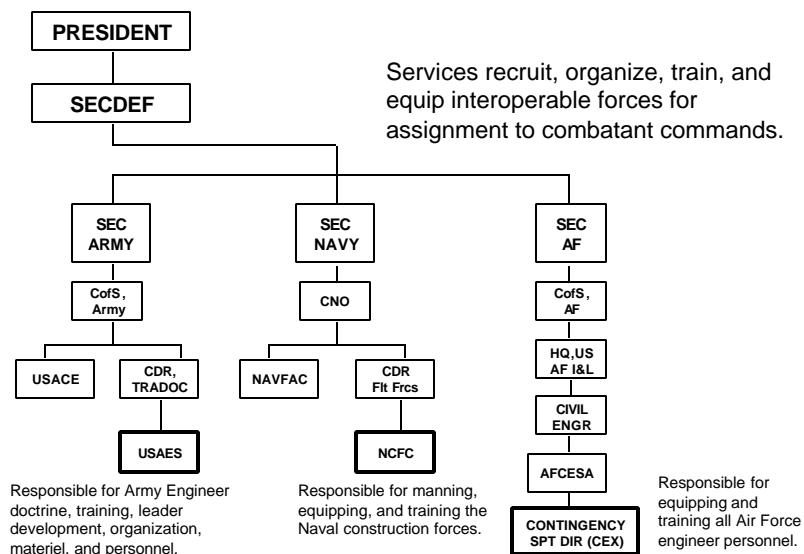 PRESIDENT
SECDEF
Services recruit, organize, train, and
equip interoperable forces for
assignment to combatant commands.
SEC
ARMY
SEC
NAVY
SEC
AF
CofS,
Army
CNO
CofS,
AF
USACE
CDR,
TRADOC
NAVFAC
CDR
Flt Frcs
HQ,US
AF I&L
CIVIL
ENGR
USAES
NCFC
AFCESA
CONTINGENCY
SPT DIR (CEX)
Responsible for Army Engineer
doctrine, training, leader
development, organization,
materiel, and personnel.
Responsible for manning,
equipping, and training the
Naval construction forces.
Responsible for
equipping and
training all Air Force
engineer personnel.